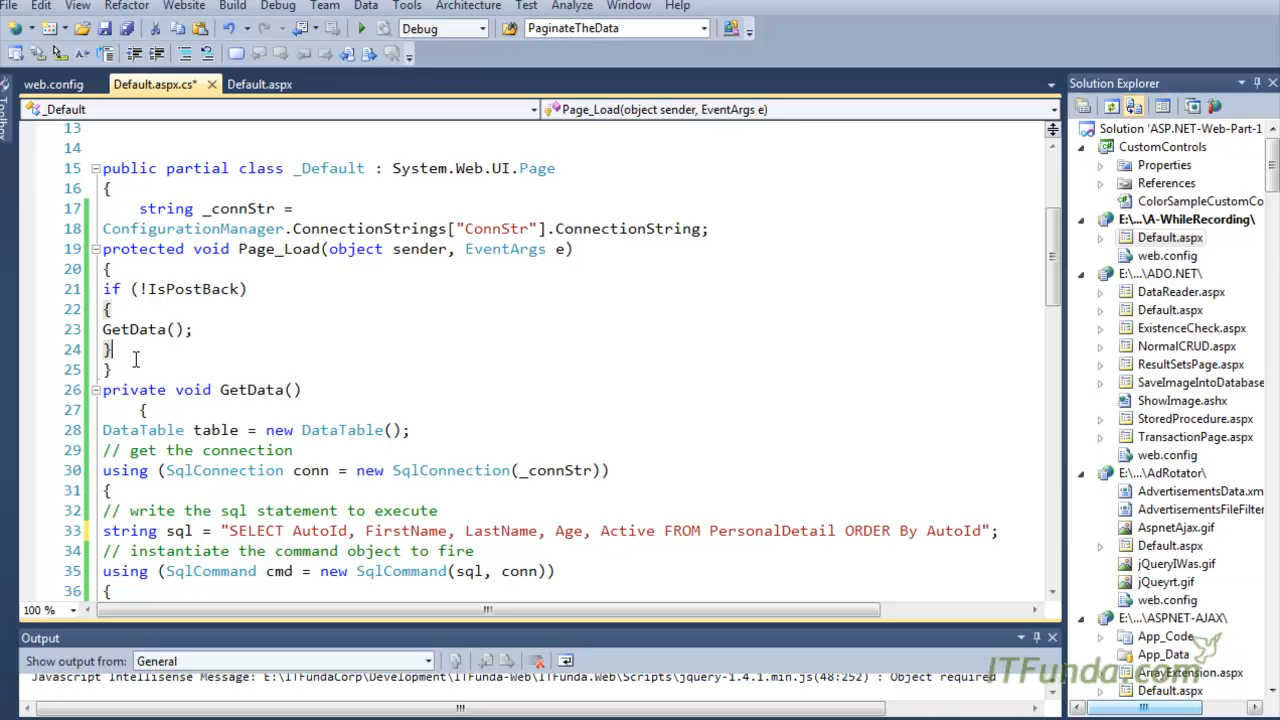 File Edit View Refactor Website Build Debug Team Data Tools Architecture Test Analyze Window Help
Debug PaginateTheData
web.config Default.aspx.cs* Default.aspx
_Default Page_Load(object sender, EventArgs e)
13
14
15 public partial class _Default : System.Web.UI.Page
16 {
17 string _connStr =
18 ConfigurationManager.ConnectionStrings["ConnStr"].ConnectionString;
19 protected void Page_Load(object sender, EventArgs e)
20 {
21 if (!IsPostBack)
22 {
23 GetData();
24 }
25 }
26 private void GetData()
27 {
28 DataTable table = new DataTable();
29 // get the connection
30 using (SqlConnection conn = new SqlConnection(_connStr))
31 {
32 // write the sql statement to execute
33 string sql = "SELECT AutoId, FirstName, LastName, Age, Active FROM PersonalDetail ORDER By AutoId";
34 // instantiate the command object to fire
35 using (SqlCommand cmd = new SqlCommand(sql, conn))
36 {
100 %
Output
Show output from: General
Javascript Intellisense Message: E:\ITFundaCorp\Development\ITFunda-Web\ITFunda.Web\Scripts\jquery-1.4.1.min.js(48:252) : Object required
Toolbox
Solution Explorer
Solution 'ASP.NET-Web-Part-1
CustomControls
Properties
References
ColorSampleCustomCo
E:\...\A-WhileRecording\
Default.aspx
web.config
E:\...\ADO.NET\
DataReader.aspx
Default.aspx
ExistenceCheck.aspx
NormalCRUD.aspx
ResultSetsPage.aspx
SaveImageIntoDatabase
ShowImage.ashx
StoredProcedure.aspx
TransactionPage.aspx
web.config
E:\...\AdRotator\
AdvertisementsData.xm
AdvertisementsFileFilter
AspnetAjax.gif
Default.aspx
jQueryIWas.gif
jQueyrt.gif
web.config
E:\...\ASPNET-AJAX\
App_Code
App_Data
ArrayExtension.aspx
Default.aspx
ITFunda.com